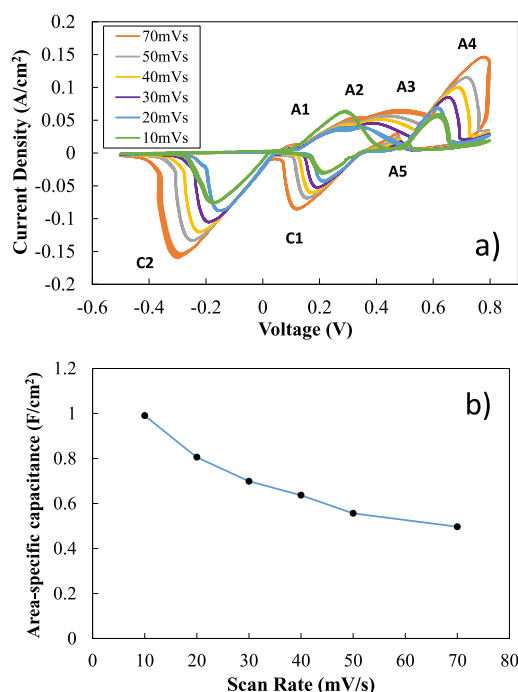 70mVs
50mVs
40mVs
30mVs
20mVs
10mVs
A1
A2
A3
A4
A5
C1
C2
a)
Current Density (A/cm²)
0.2
0.15
0.1
0.05
0
-0.05
-0.1
-0.15
-0.2
-0.6 -0.4 -0.2 0 0.2 0.4 0.6 0.8
Voltage (V)
b)
Area-specific capacitance (F/cm²)
1.2
1
0.8
0.6
0.4
0.2
0
0 10 20 30 40 50 60 70 80
Scan Rate (mV/s)